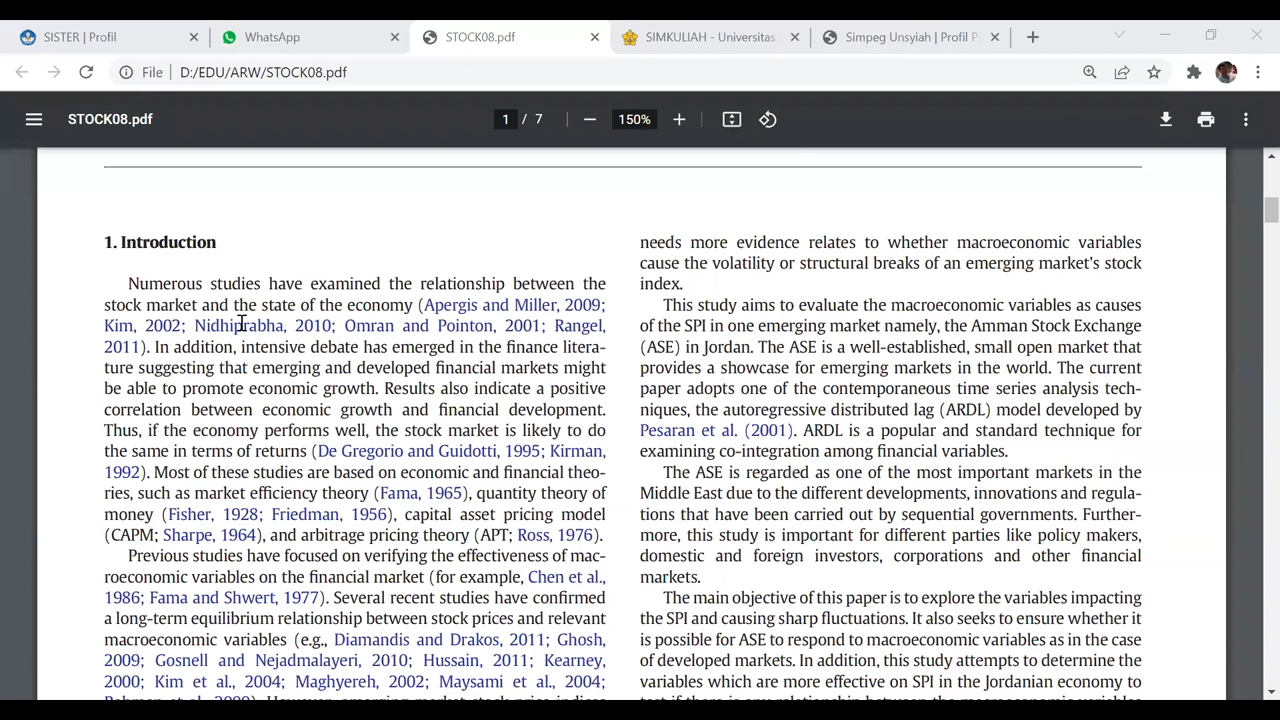 SISTER | Profil
WhatsApp
STOCK08.pdf
SIMKULIAH - Universitas
Simpeg Unsyiah | Profil P
File | D:/EDU/ARW/STOCK08.pdf
STOCK08.pdf
1 / 7
150%
1. Introduction
Numerous studies have examined the relationship between the
stock market and the state of the economy (Apergis and Miller, 2009;
Kim, 2002; Nidhiprabha, 2010; Omran and Pointon, 2001; Rangel,
2011). In addition, intensive debate has emerged in the finance litera-
ture suggesting that emerging and developed financial markets might
be able to promote economic growth. Results also indicate a positive
correlation between economic growth and financial development.
Thus, if the economy performs well, the stock market is likely to do
the same in terms of returns (De Gregorio and Guidotti, 1995; Kirman,
1992). Most of these studies are based on economic and financial theo-
ries, such as market efficiency theory (Fama, 1965), quantity theory of
money (Fisher, 1928; Friedman, 1956), capital asset pricing model
(CAPM; Sharpe, 1964), and arbitrage pricing theory (APT; Ross, 1976).
Previous studies have focused on verifying the effectiveness of mac-
roeconomic variables on the financial market (for example, Chen et al.,
1986; Fama and Shwert, 1977). Several recent studies have confirmed
a long-term equilibrium relationship between stock prices and relevant
macroeconomic variables (e.g., Diamandis and Drakos, 2011; Ghosh,
2009; Gosnell and Nejadmalayeri, 2010; Hussain, 2011; Kearney,
2000; Kim et al., 2004; Maghyereh, 2002; Maysami et al., 2004;
needs more evidence relates to whether macroeconomic variables
cause the volatility or structural breaks of an emerging market's stock
index.
This study aims to evaluate the macroeconomic variables as causes
of the SPI in one emerging market namely, the Amman Stock Exchange
(ASE) in Jordan. The ASE is a well-established, small open market that
provides a showcase for emerging markets in the world. The current
paper adopts one of the contemporaneous time series analysis tech-
niques, the autoregressive distributed lag (ARDL) model developed by
Pesaran et al. (2001). ARDL is a popular and standard technique for
examining co-integration among financial variables.
The ASE is regarded as one of the most important markets in the
Middle East due to the different developments, innovations and regula-
tions that have been carried out by sequential governments. Further-
more, this study is important for different parties like policy makers,
domestic and foreign investors, corporations and other financial
markets.
The main objective of this paper is to explore the variables impacting
the SPI and causing sharp fluctuations. It also seeks to ensure whether it
is possible for ASE to respond to macroeconomic variables as in the case
of developed markets. In addition, this study attempts to determine the
variables which are more effective on SPI in the Jordanian economy to